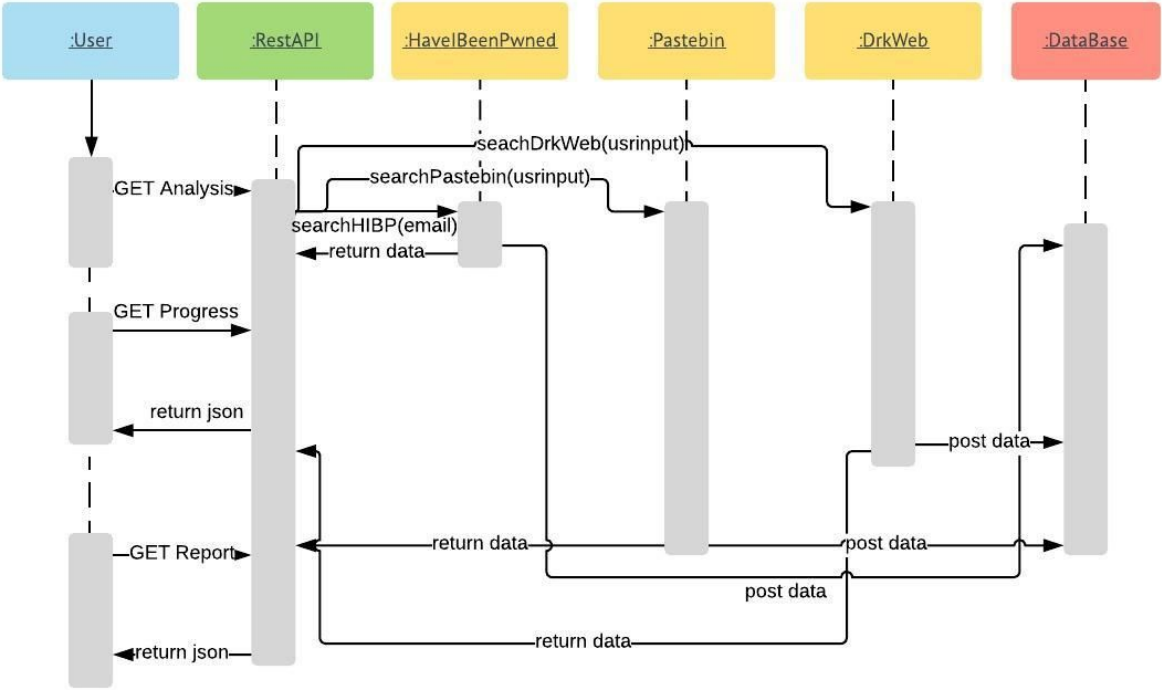 :User
:RestAPI
:HaveIBeenPwned
:Pastebin
:DrkWeb
:DataBase
seachDrkWeb(usrinput)
searchPastebin(usrinput)
GET Analysis
searchHIBP(email)
return data
GET Progress
return json
post data
return data
post data
GET Report
post data
return data
return json